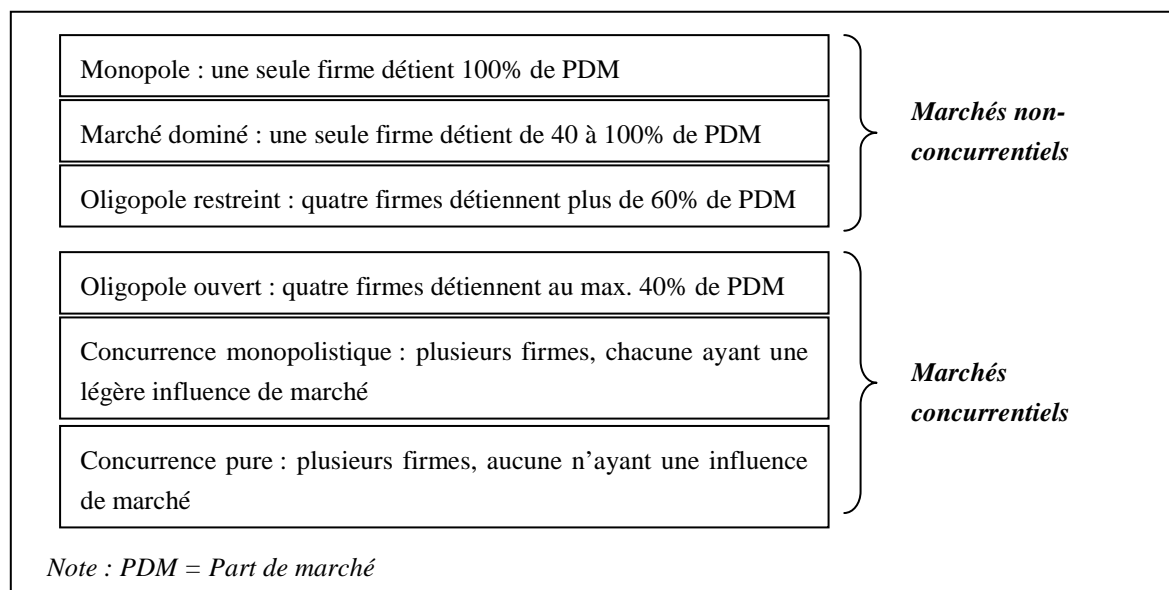 Monopole : une seule firme détient 100% de PDM
Marché dominé : une seule firme détient de 40 à 100% de PDM
Oligopole restreint : quatre firmes détiennent plus de 60% de PDM
Marchés non-
concurrentiels
Oligopole ouvert : quatre firmes détiennent au max. 40% de PDM
Concurrence monopolistique : plusieurs firmes, chacune ayant une
légère influence de marché
Concurrence pure : plusieurs firmes, aucune n'ayant une influence
de marché
Marchés
concurrentiels
Note : PDM = Part de marché